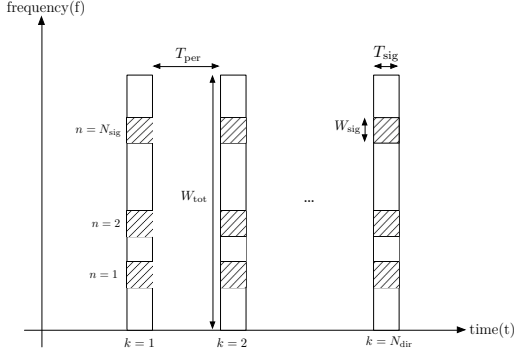 frequency(f)
T_per
T_sig
n = N_sig
W_sig
W_tot
...
n = 2
n = 1
time(t)
k = 1
k = 2
k = N_dir